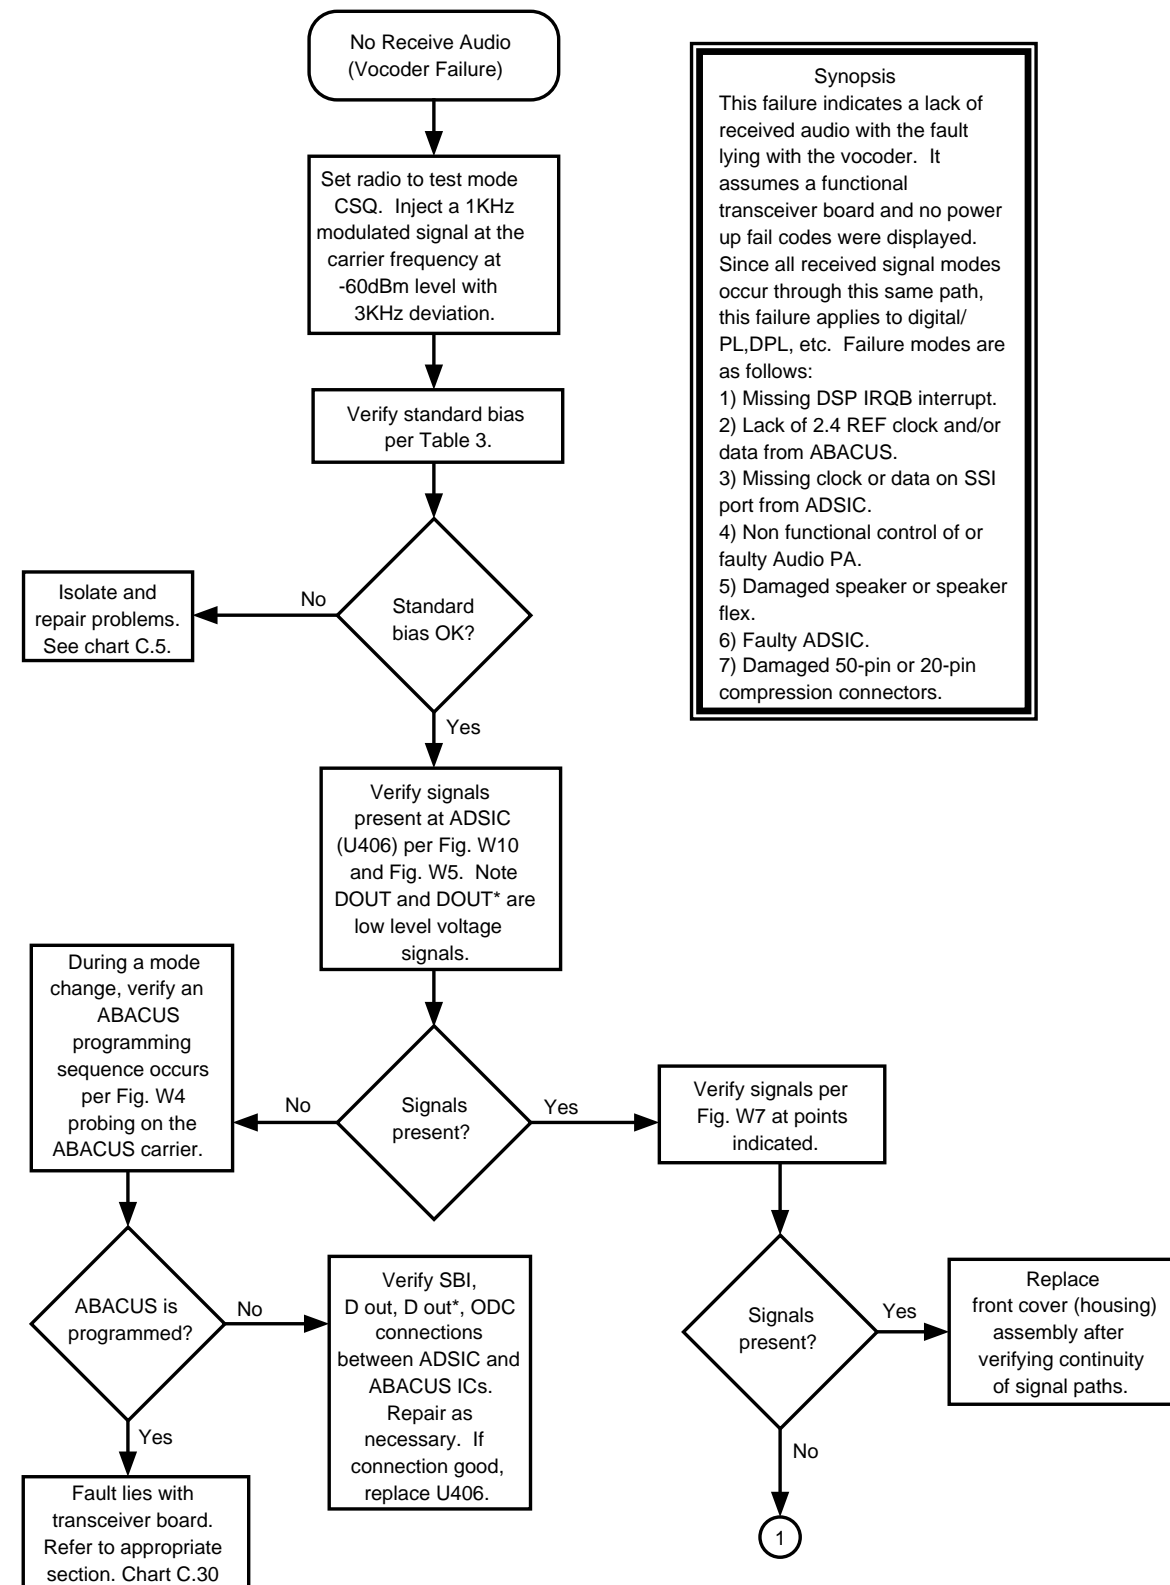 No Receive Audio
(Vocoder Failure)
Set radio to test mode
CSQ.  Inject a 1KHz
modulated signal at the
carrier frequency at
-60dBm level with
3KHz deviation.
Verify standard bias
per Table 3.
Standard
bias OK?
No
Isolate and
repair problems.
See chart C.5.
Yes
Verify signals
present at ADSIC
(U406) per Fig. W10
and Fig. W5.  Note
DOUT and DOUT* are
low level voltage
signals.
Signals
present?
No
During a mode
change, verify an
ABACUS
programming
sequence occurs
per Fig. W4
probing on the
ABACUS carrier.
ABACUS is
programmed?
No
Verify SBI,
D out, D out*, ODC
connections
between ADSIC and
ABACUS ICs.
Repair as
necessary.  If
connection good,
replace U406.
Yes
Fault lies with
transceiver board.
Refer to appropriate
section. Chart C.30
Yes
Verify signals per
Fig. W7 at points
indicated.
Signals
present?
Yes
Replace
front cover (housing)
assembly after
verifying continuity
of signal paths.
No
1
Synopsis
This failure indicates a lack of
received audio with the fault
lying with the vocoder.  It
assumes a functional
transceiver board and no power
up fail codes were displayed.
Since all received signal modes
occur through this same path,
this failure applies to digital/
PL,DPL, etc.  Failure modes are
as follows:
1) Missing DSP IRQB interrupt.
2) Lack of 2.4 REF clock and/or
data from ABACUS.
3) Missing clock or data on SSI
port from ADSIC.
4) Non functional control of or
faulty Audio PA.
5) Damaged speaker or speaker
flex.
6) Faulty ADSIC.
7) Damaged 50-pin or 20-pin
compression connectors.